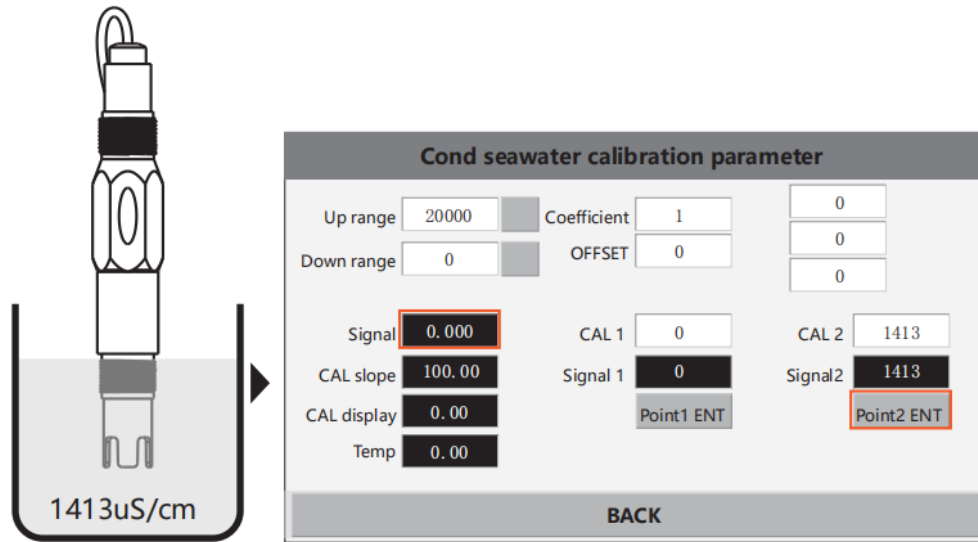 Cond seawater calibration parameter
Up range 20000 Coefficient 1 0
Down range 0 OFFSET 0 0
0
Signal 0.000 CAL 1 0 CAL 2 1413
CAL slope 100.00 Signal 1 0 Signal2 1413
CAL display 0.00 Point1 ENT Point2 ENT
Temp 0.00
1413uS/cm
BACK